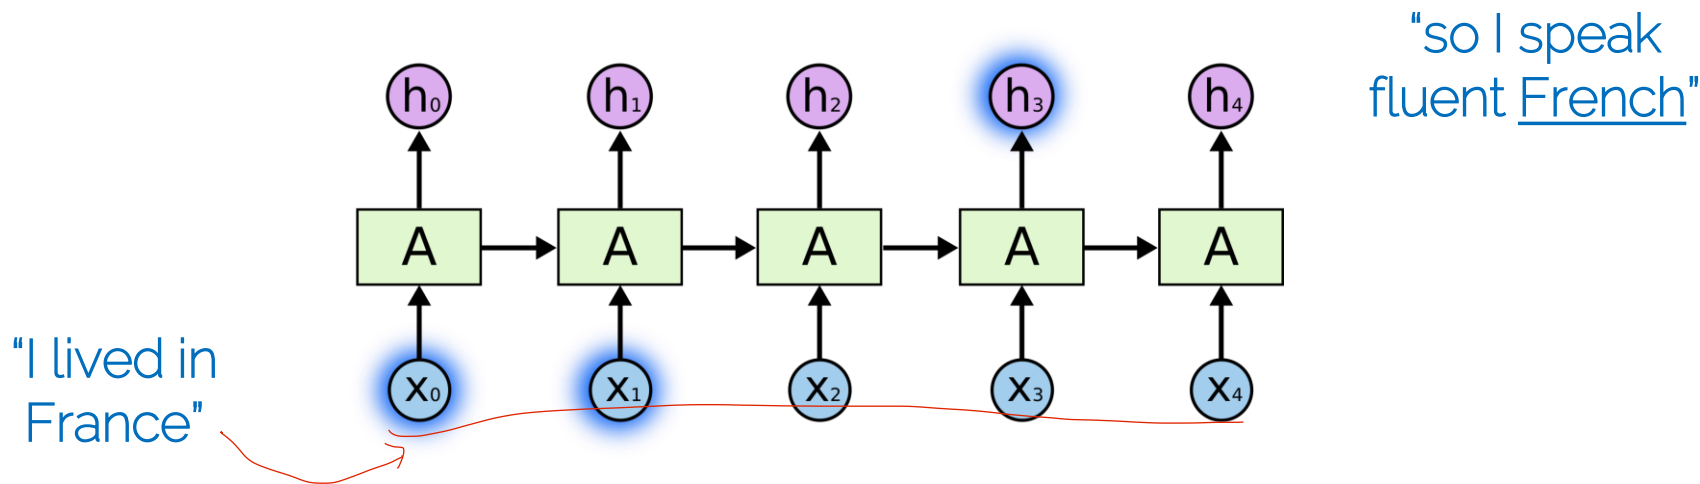 “so I speak
fluent French”
h₀ h₁ h₂ h₃ h₄
A A A A A
“I lived in
France”
x₀ x₁ x₂ x₃ x₄